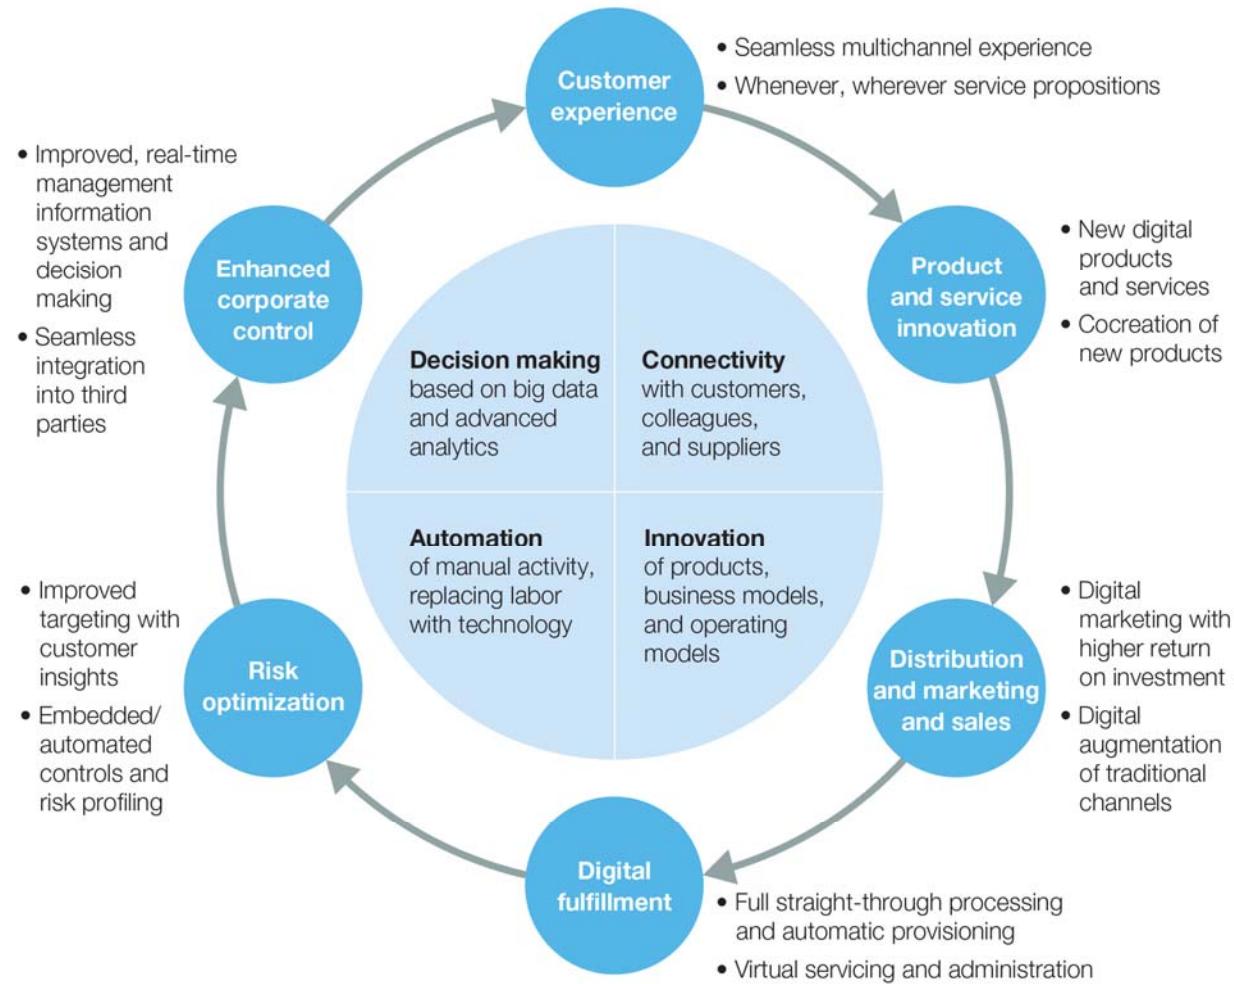 Customer
experience
• Seamless multichannel experience
• Whenever, wherever service propositions
Product
and service
innovation
• New digital
products
and services
• Cocreation of
new products
Distribution
and marketing
and sales
• Digital
marketing with
higher return
on investment
• Digital
augmentation
of traditional
channels
Digital
fulfillment
• Full straight-through processing
and automatic provisioning
• Virtual servicing and administration
Risk
optimization
• Improved
targeting with
customer
insights
• Embedded/
automated
controls and
risk profiling
Enhanced
corporate
control
• Improved, real-time
management
information
systems and
decision
making
• Seamless
integration
into third
parties
Decision making
based on big data
and advanced
analytics
Connectivity
with customers,
colleagues,
and suppliers
Automation
of manual activity,
replacing labor
with technology
Innovation
of products,
business models,
and operating
models